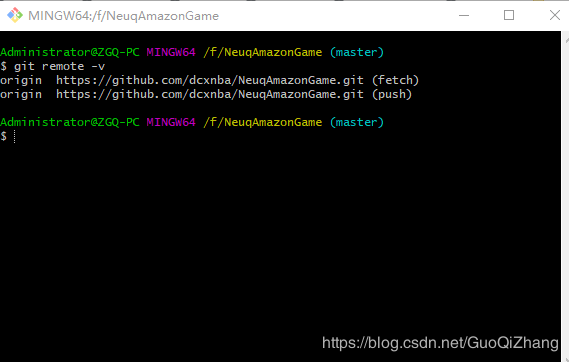 MINGW64:/f/NeuqAmazonGame
Administrator@ZGQ-PC MINGW64 /f/NeuqAmazonGame (master)
$ git remote -v
origin  https://github.com/dcxnba/NeuqAmazonGame.git (fetch)
origin  https://github.com/dcxnba/NeuqAmazonGame.git (push)
Administrator@ZGQ-PC MINGW64 /f/NeuqAmazonGame (master)
$
https://blog.csdn.net/GuoQiZhang